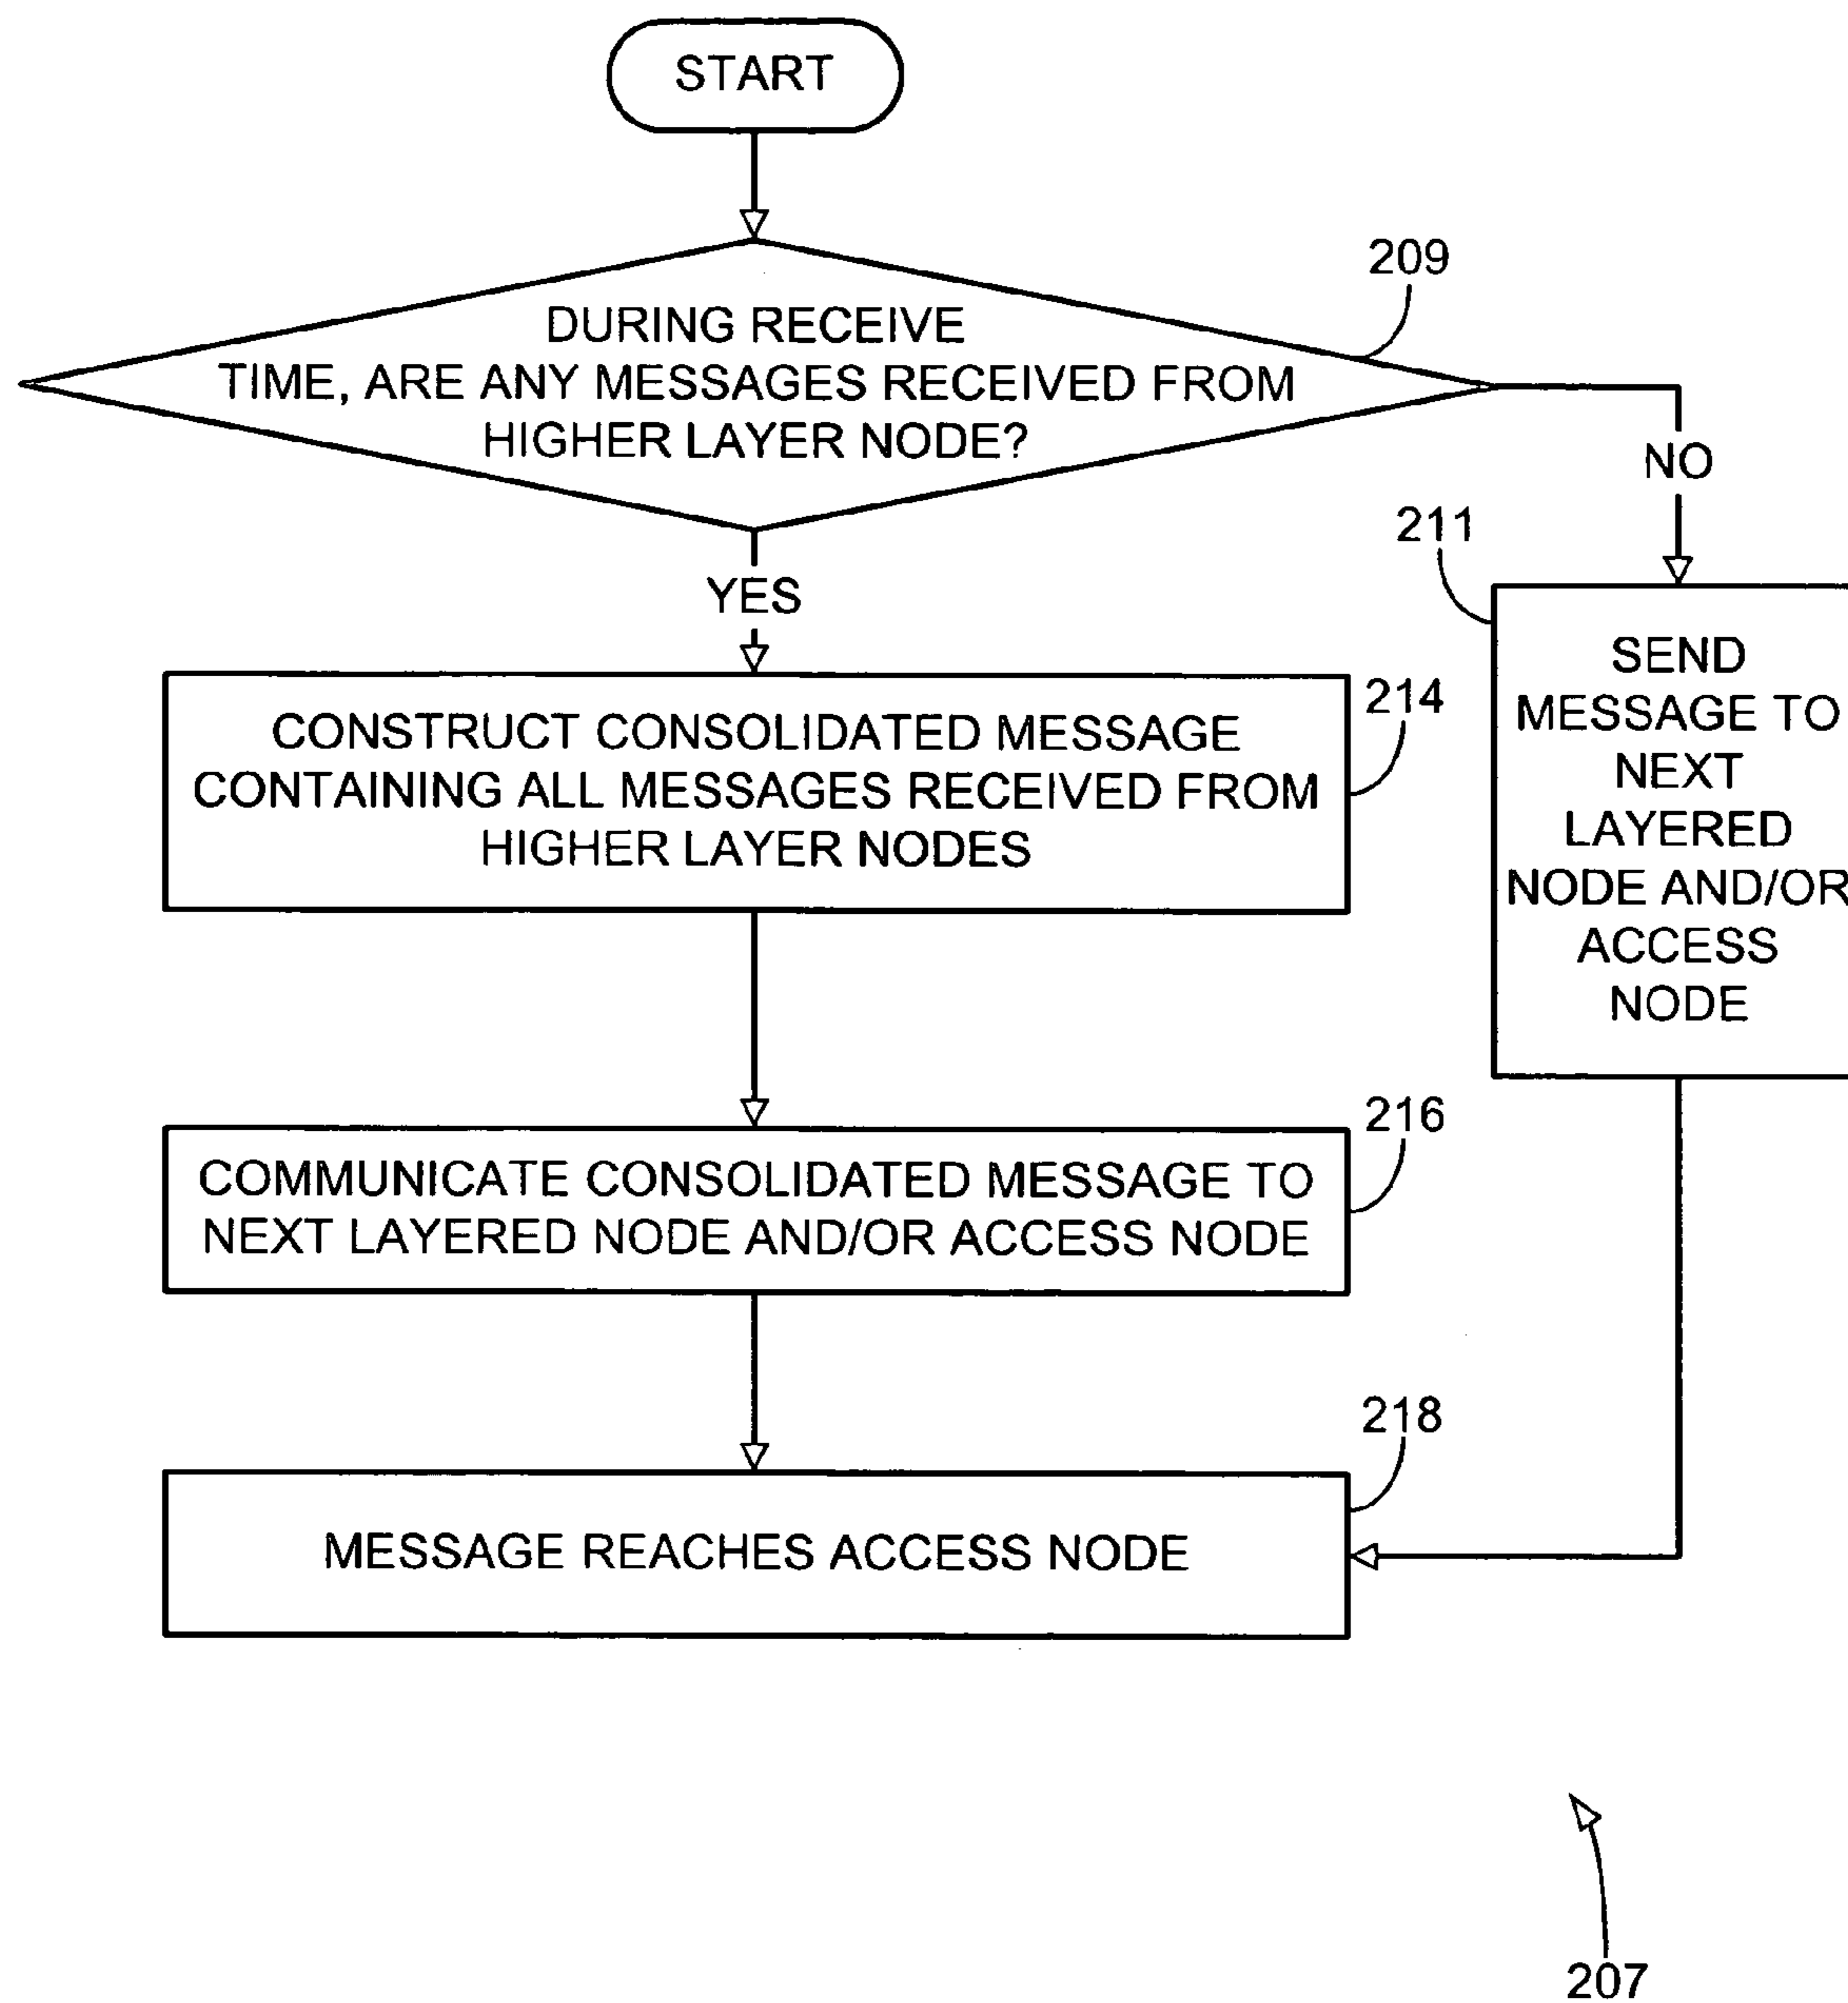 START
209
DURING RECEIVE
TIME, ARE ANY MESSAGES RECEIVED FROM
HIGHER LAYER NODE?
NO
211
YES
SEND
MESSAGE TO
NEXT
LAYERED
NODE AND/OR
ACCESS
NODE
214
CONSTRUCT CONSOLIDATED MESSAGE
CONTAINING ALL MESSAGES RECEIVED FROM
HIGHER LAYER NODES
216
COMMUNICATE CONSOLIDATED MESSAGE TO
NEXT LAYERED NODE AND/OR ACCESS NODE
218
MESSAGE REACHES ACCESS NODE
207